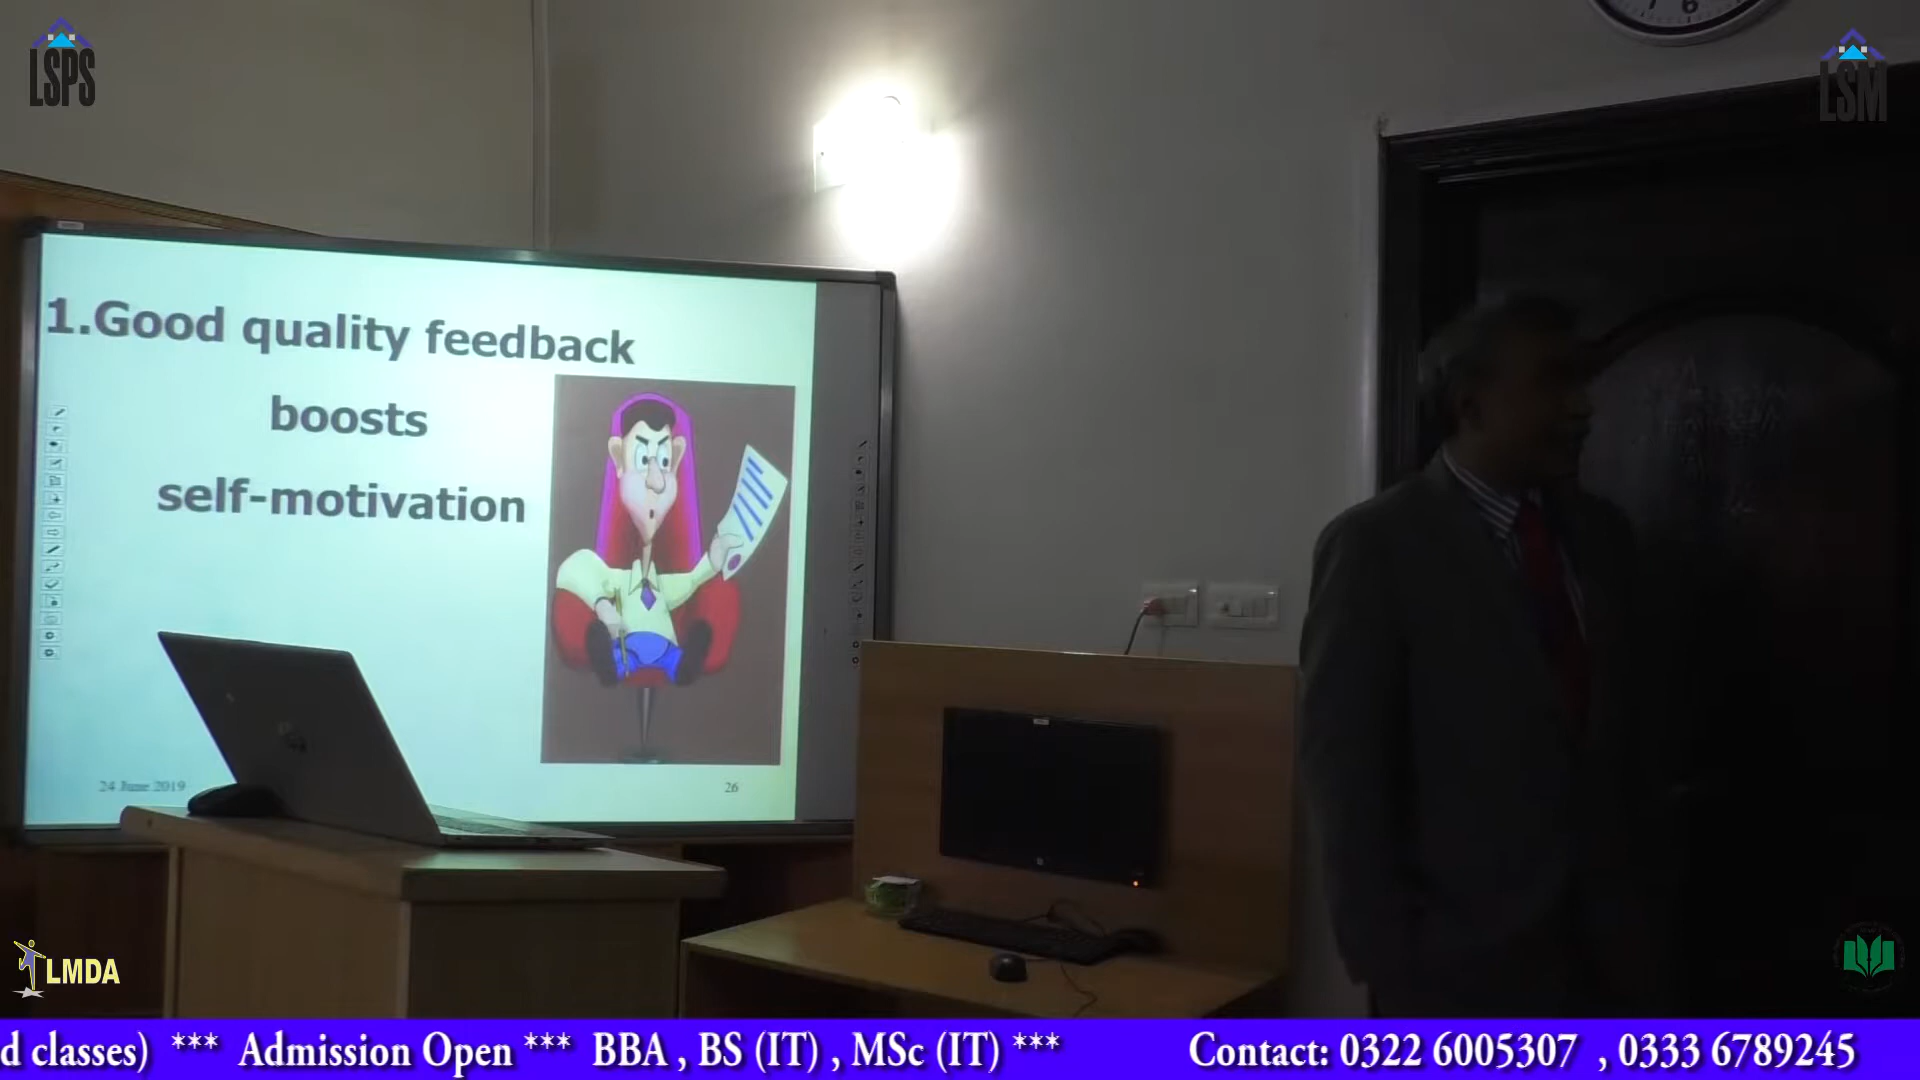 LSPS
LSM
6
1.Good quality feedback
boosts
self-motivation
24 June 2019
26
LMDA
d classes) *** Admission Open *** BBA , BS (IT) , MSc (IT) *** Contact: 0322 6005307 , 0333 6789245